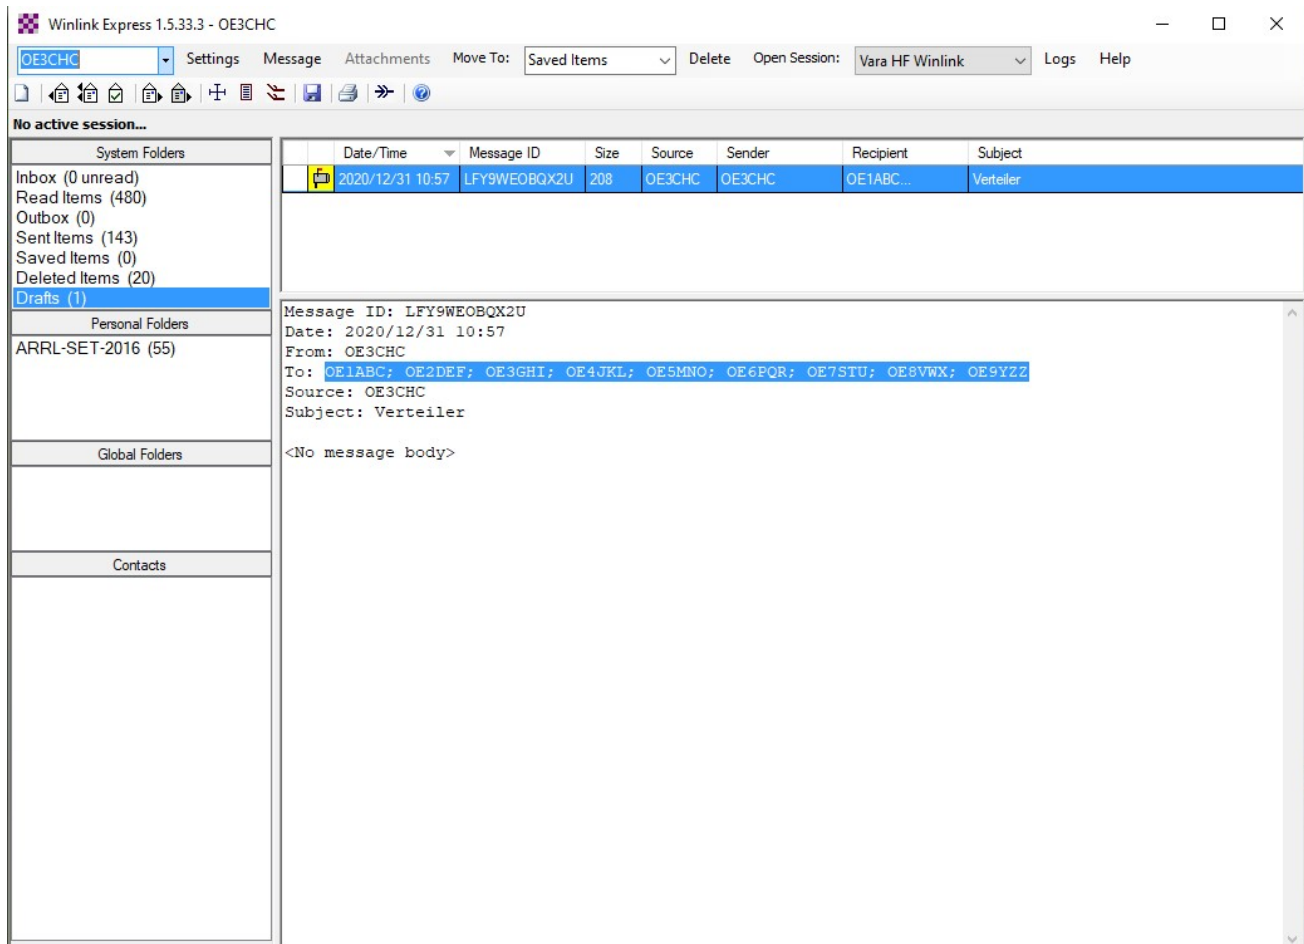 Winlink Express 1.5.33.3 - OE3CHC
OE3CHC Settings Message Attachments Move To: Saved Items Delete Open Session: Vara HF Winlink Logs Help
No active session...
System Folders
Inbox (0 unread)
Read Items (480)
Outbox (0)
Sent Items (143)
Saved Items (0)
Deleted Items (20)
Drafts (1)
Personal Folders
ARRL-SET-2016 (55)
Global Folders
Contacts
Date/Time Message ID Size Source Sender Recipient Subject
2020/12/31 10:57 LFY9WEOBQX2U 208 OE3CHC OE3CHC OE1ABC... Verteiler
Message ID: LFY9WEOBQX2U
Date: 2020/12/31 10:57
From: OE3CHC
To: OE1ABC; OE2DEF; OE3GHI; OE4JKL; OE5MNO; OE6PQR; OE7STU; OE8VWX; OE9YZZ
Source: OE3CHC
Subject: Verteiler
<No message body>